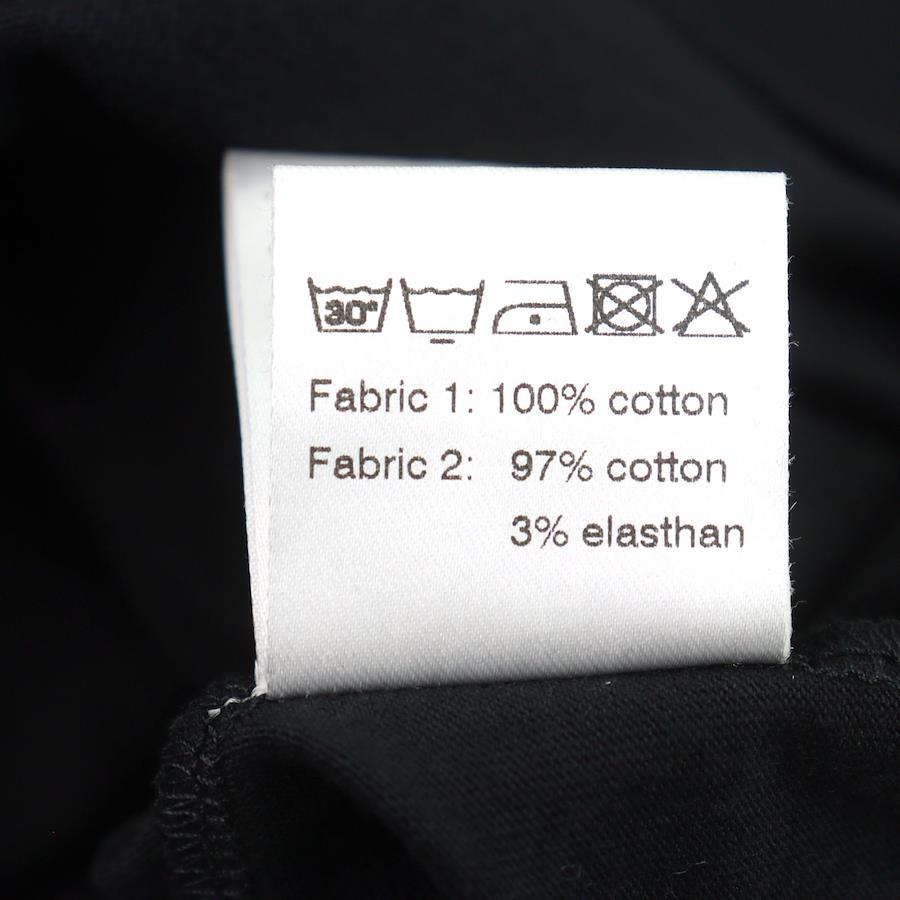 30°
Fabric 1: 100% cotton
Fabric 2: 97% cotton
3% elasthan